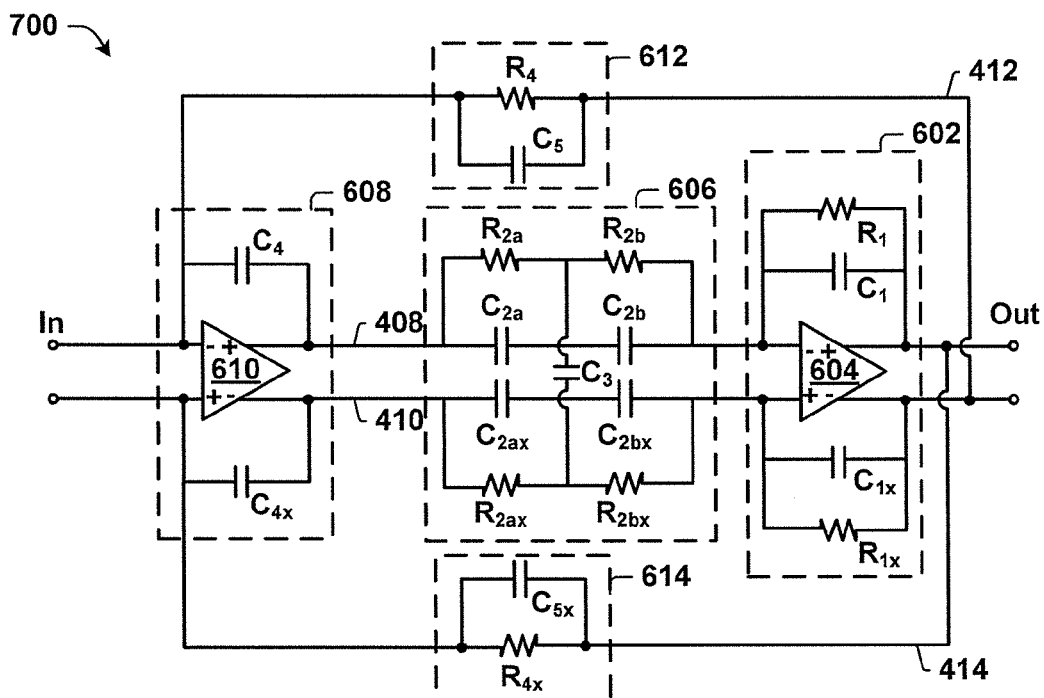 700
R4
612
412
C5
602
608
606
R2a
R2b
R1
C4
C1
C2a
C2b
In
408
Out
- +
610
+ -
C3
- +
604
+ -
410
C2ax
C2bx
C4x
C1x
R2ax
R2bx
R1x
614
C5x
R4x
414